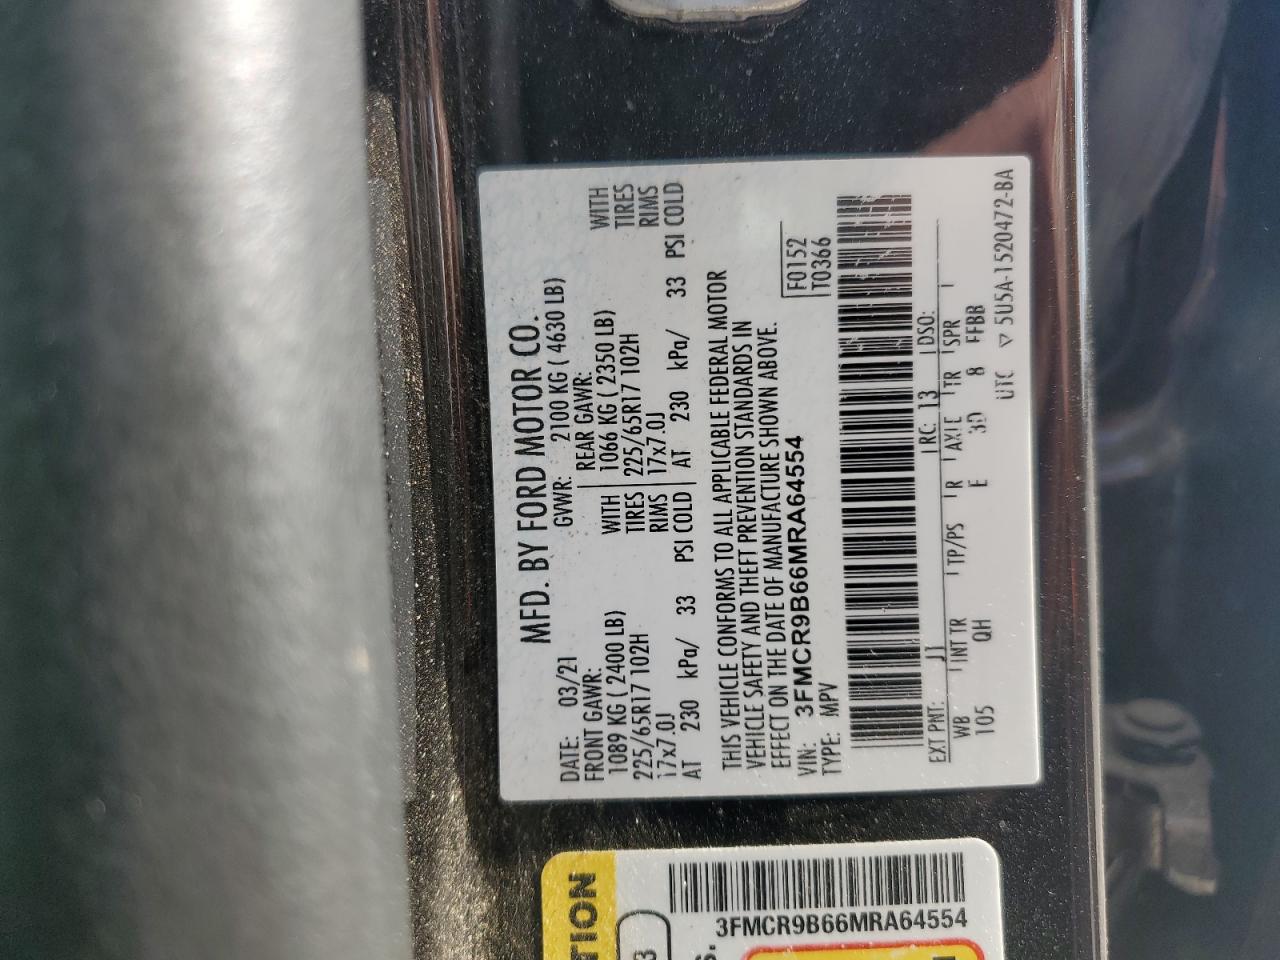 MFD. BY FORD MOTOR CO.
DATE: 03/21 GVWR: 2100 KG ( 4630 LB)
FRONT GAWR: REAR GAWR:
1089 KG ( 2400 LB) WITH 1066 KG ( 2350 LB) WITH
225/65R17 102H TIRES 225/65R17 102H TIRES
17x7.0J RIMS 17x7.0J RIMS
AT 230 kPa/ 33 PSI COLD AT 230 kPa/ 33 PSI COLD
THIS VEHICLE CONFORMS TO ALL APPLICABLE FEDERAL MOTOR
VEHICLE SAFETY AND THEFT PREVENTION STANDARDS IN
EFFECT ON THE DATE OF MANUFACTURE SHOWN ABOVE.
VIN: 3FMCR9B66MRA64554 F0152
TYPE: MPV T0366
EXT PNT: J1 RC: 13 DSO:
WB INT TR TP/PS R AXLE TR SPR
105 QH E 3D 8 FFBB
UTC ▽ 5U5A-1520472-BA
TION
3
S.
3FMCR9B66MRA64554